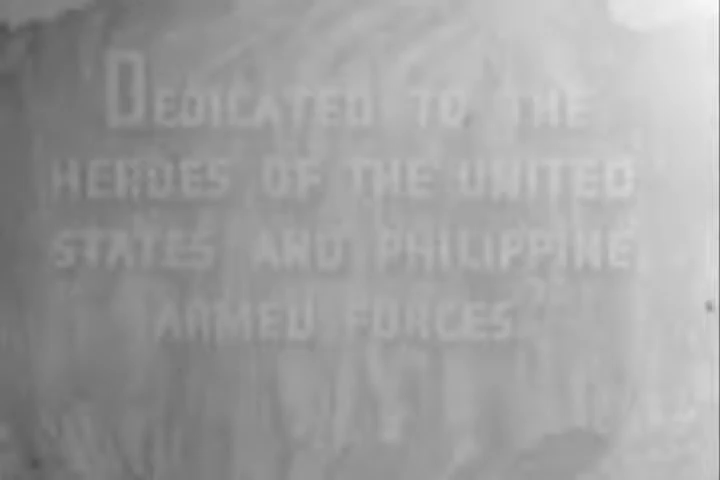 DEDICATED TO THE
HEROES OF THE UNITED
STATES AND PHILIPPINE
ARMED FORCES